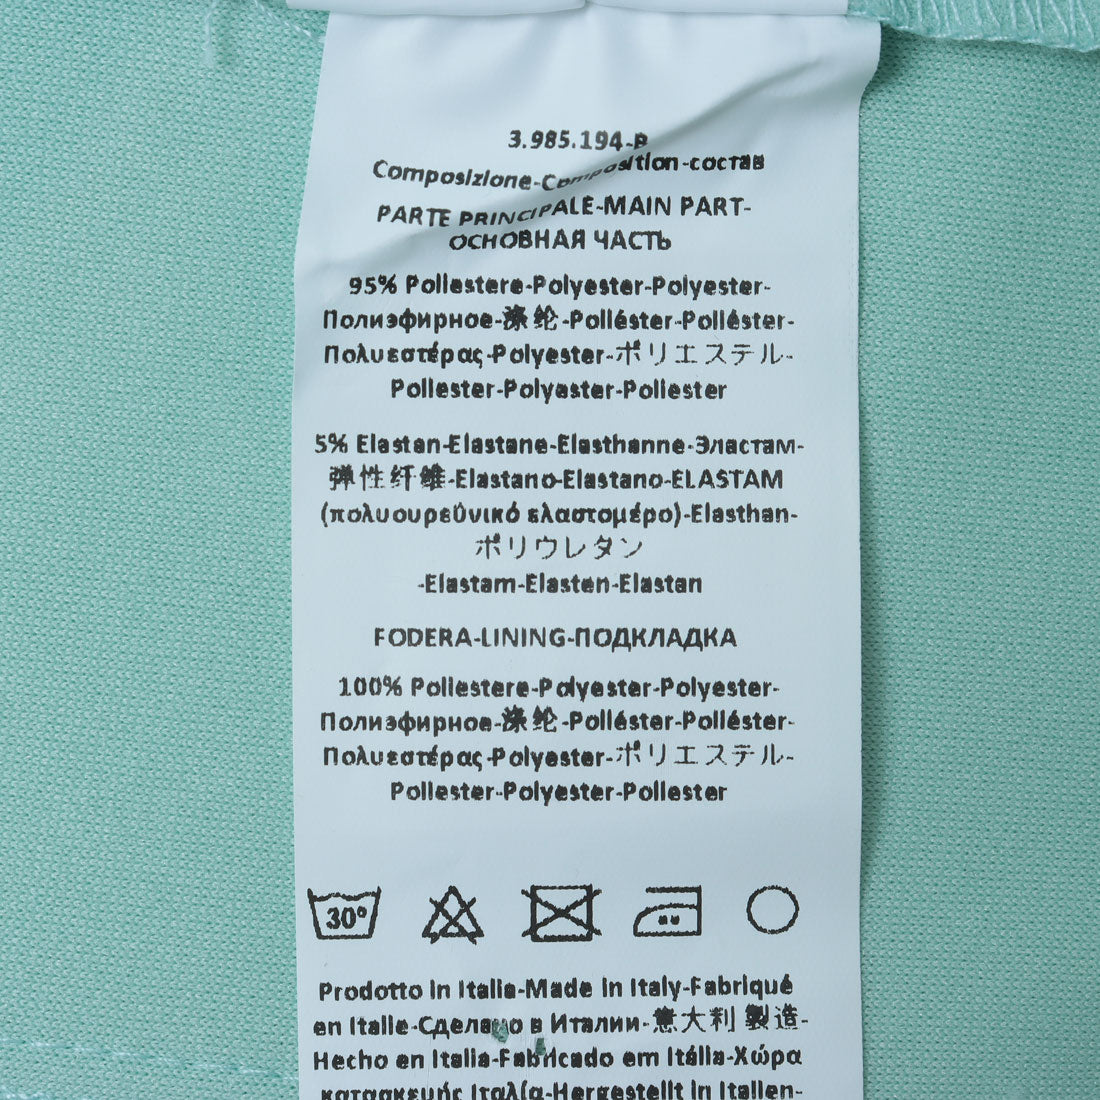 3.985.194-P
Composizione-Composition-состав
PARTE PRINCIPALE-MAIN PART-
ОСНОВНАЯ ЧАСТЬ
95% Poliestere-Polyester-Polyester-
Полиэфирное-涤纶-Poliéster-Poliéster-
Πολυεστέρας-Polyester-ポリエステル-
Poliester-Polyester-Poliester
5% Elastan-Elastane-Elasthanne-Эластам-
弹性纤维-Elastano-Elastano-ELASTAM
(πολυουρεϋνικό ελαστομέρο)-Elasthan-
ポリウレタン
-Elastam-Elasten-Elastan
FODERA-LINING-ПОДКЛАДКА
100% Poliestere-Polyester-Polyester-
Полиэфирное-涤纶-Poliéster-Poliéster-
Πολυεστέρας-Polyester-ポリエステル-
Poliester-Polyester-Poliester
30°
Prodotto in Italia-Made in Italy-Fabriqué
en Italie-Сделано в Италии-意大利 製造-
Hecho en Italia-Fabricado em Itália-Χώρα
κατασκευής Ιταλία-Hergestellt in Italien-